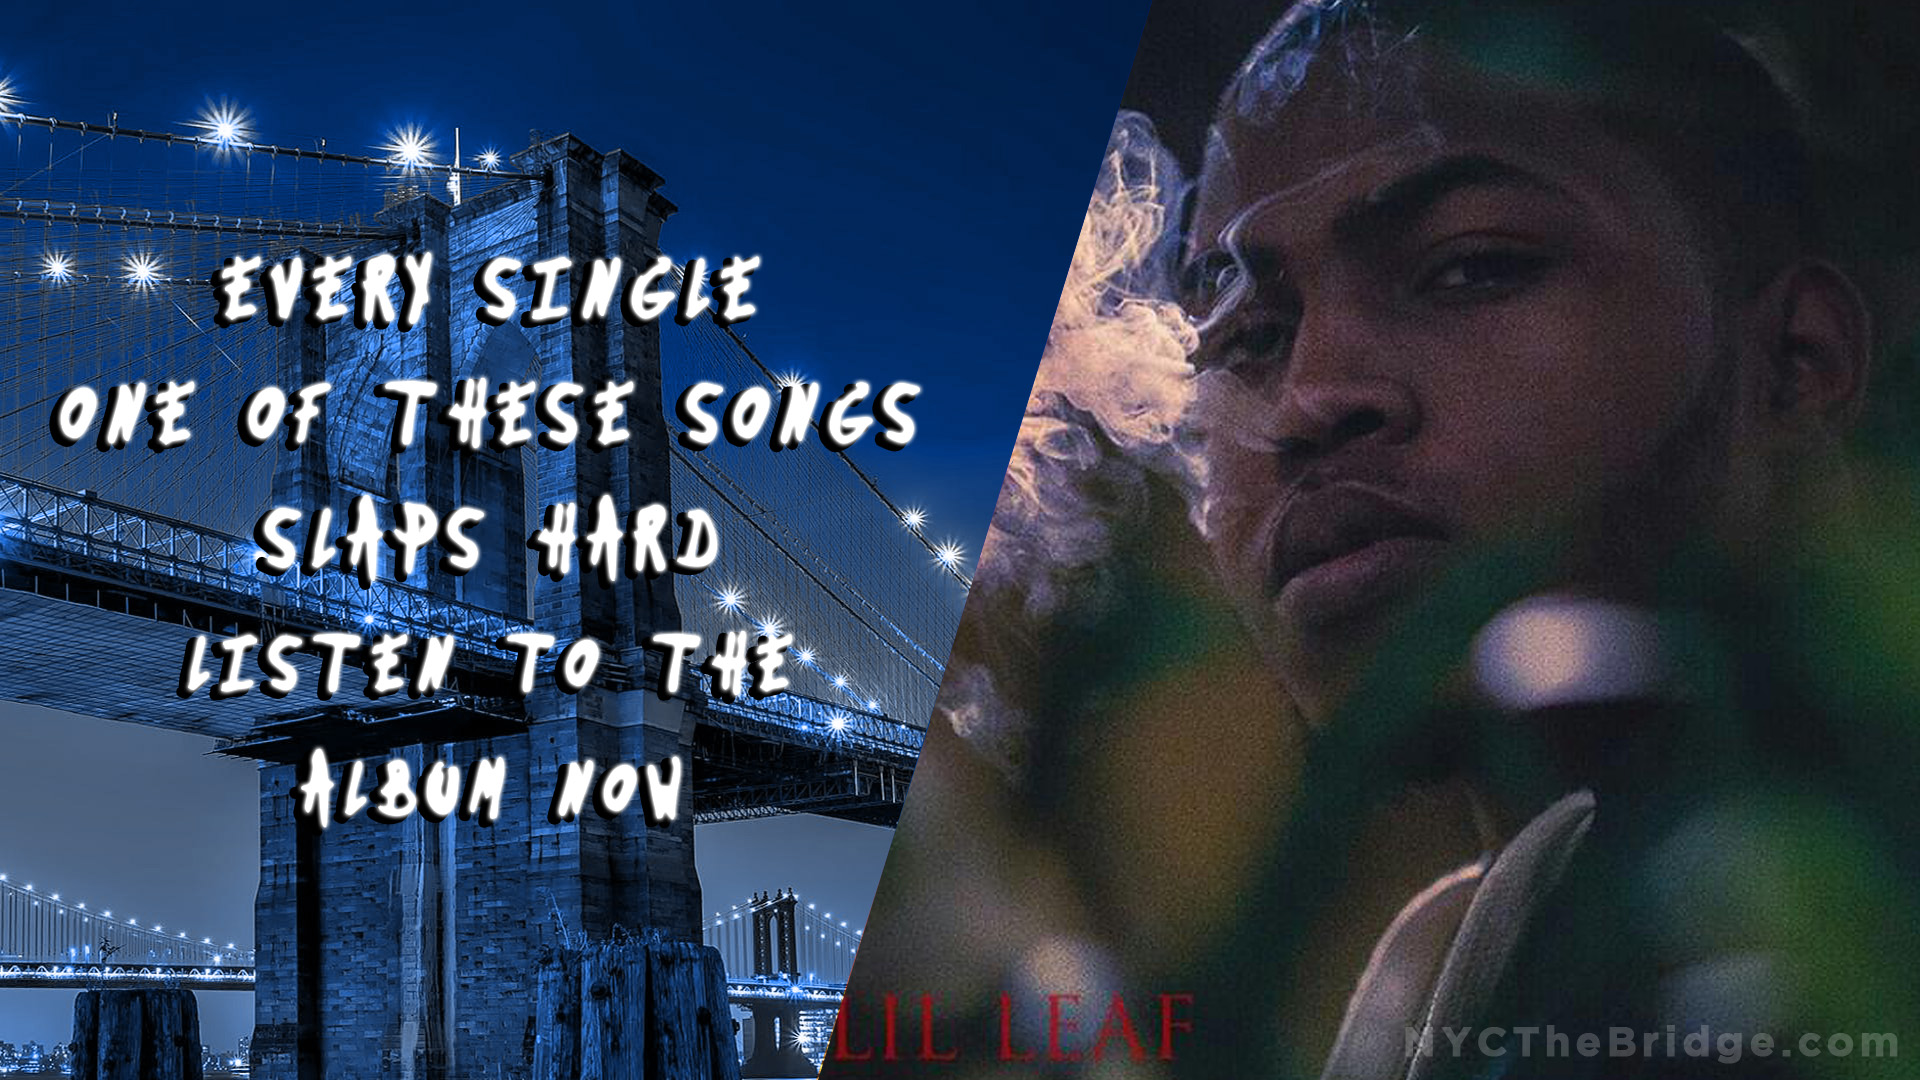 EVERY SINGLE
ONE OF THESE SONGS
SLAPS HARD
LISTEN TO THE
ALBUM NOW
LIL LEAF
NYCTheBridge.com